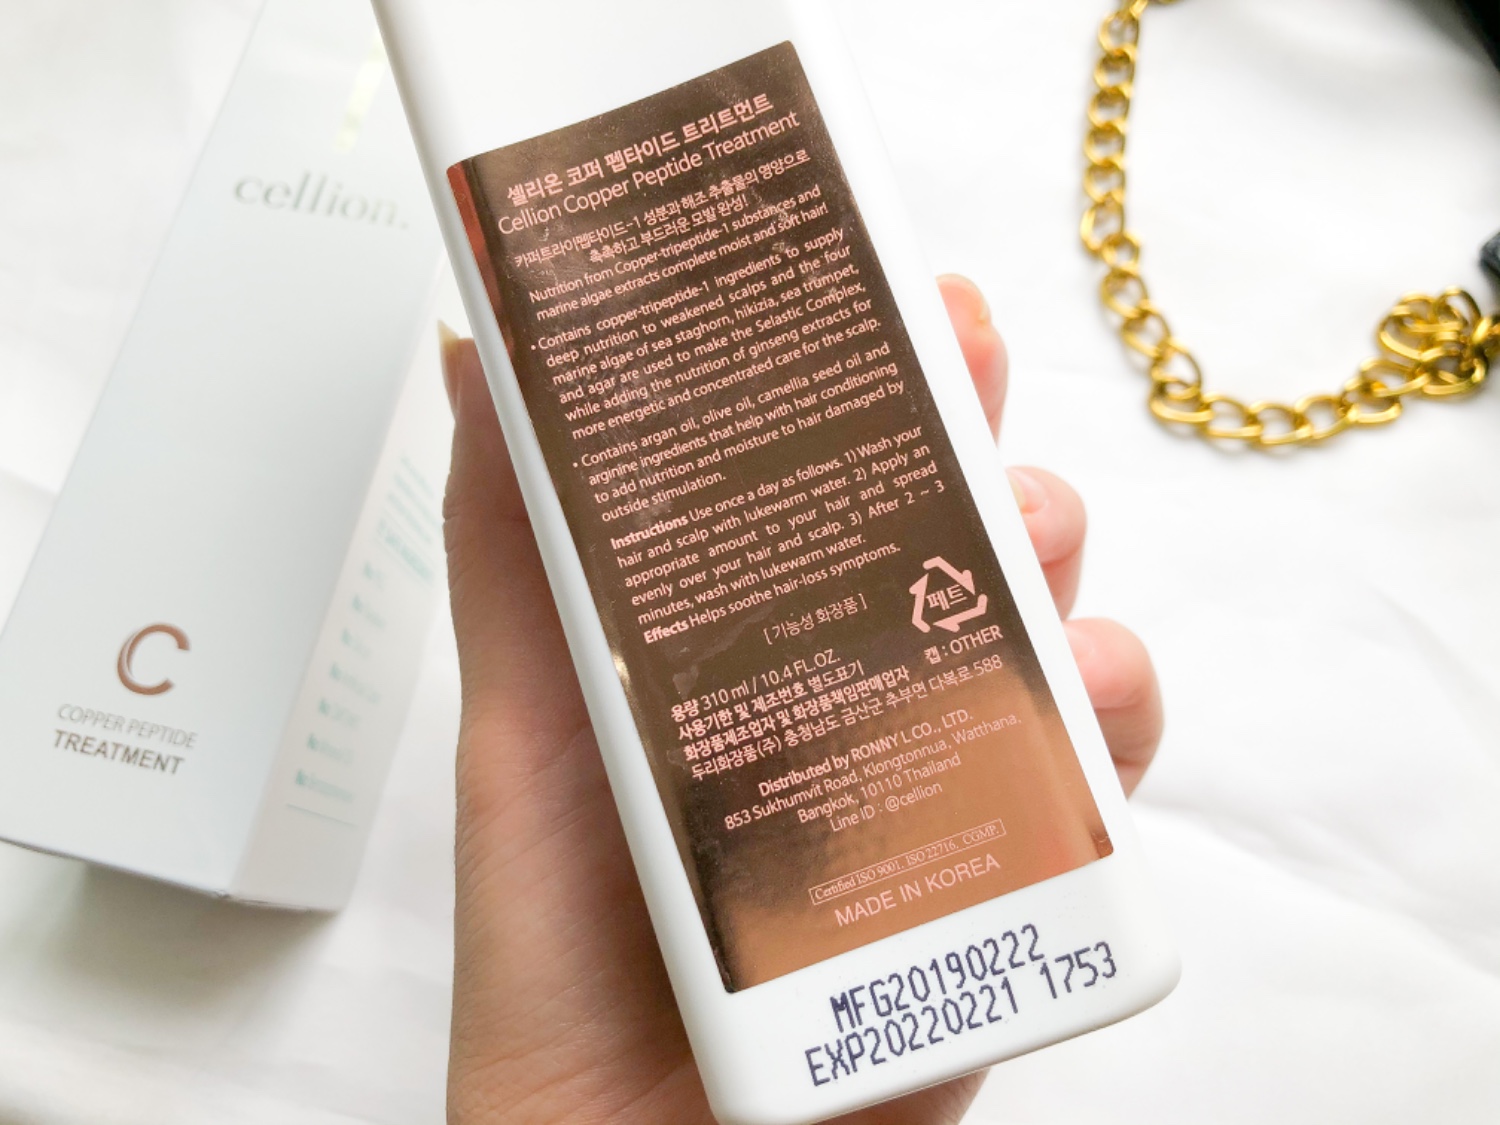 cellion.
COPPER PEPTIDE
TREATMENT
셀리온 코퍼 펩타이드 트리트먼트
Cellion Copper Peptide Treatment
카퍼트라이펩타이드-1 성분과 해조 추출물의 영양으로
촉촉하고 부드러운 모발 완성!
Nutrition from Copper-tripeptide-1 substances and
marine algae extracts complete moist and soft hair!
• Contains copper-tripeptide-1 ingredients to supply
deep nutrition to weakened scalps and the four
marine algae of sea staghorn, hikizia, sea trumpet,
and agar are used to make the Selastic Complex,
while adding the nutrition of ginseng extracts for
more energetic and concentrated care for the scalp.
• Contains argan oil, olive oil, camellia seed oil and
arginine ingredients that help with hair conditioning
to add nutrition and moisture to hair damaged by
outside stimulation.
Instructions Use once a day as follows. 1) Wash your
hair and scalp with lukewarm water. 2) Apply an
appropriate amount to your hair and spread
evenly over your hair and scalp. 3) After 2 ~ 3
minutes, wash with lukewarm water.
Effects Helps soothe hair-loss symptoms.
[ 기능성 화장품 ]
페트
캡 : OTHER
용량 310 ml / 10.4 FL.OZ.
사용기한 및 제조번호 별도표기
화장품제조업자 및 화장품책임판매업자
두리화장품(주) 충청남도 금산군 추부면 다복로 588
Distributed by RONNY L CO., LTD.
853 Sukhumvit Road, Klongtonnua, Watthana,
Bangkok, 10110 Thailand
Line ID : @cellion
Certified ISO 9001, ISO 22716, CGMP.
MADE IN KOREA
MFG20190222
EXP20220221 1753